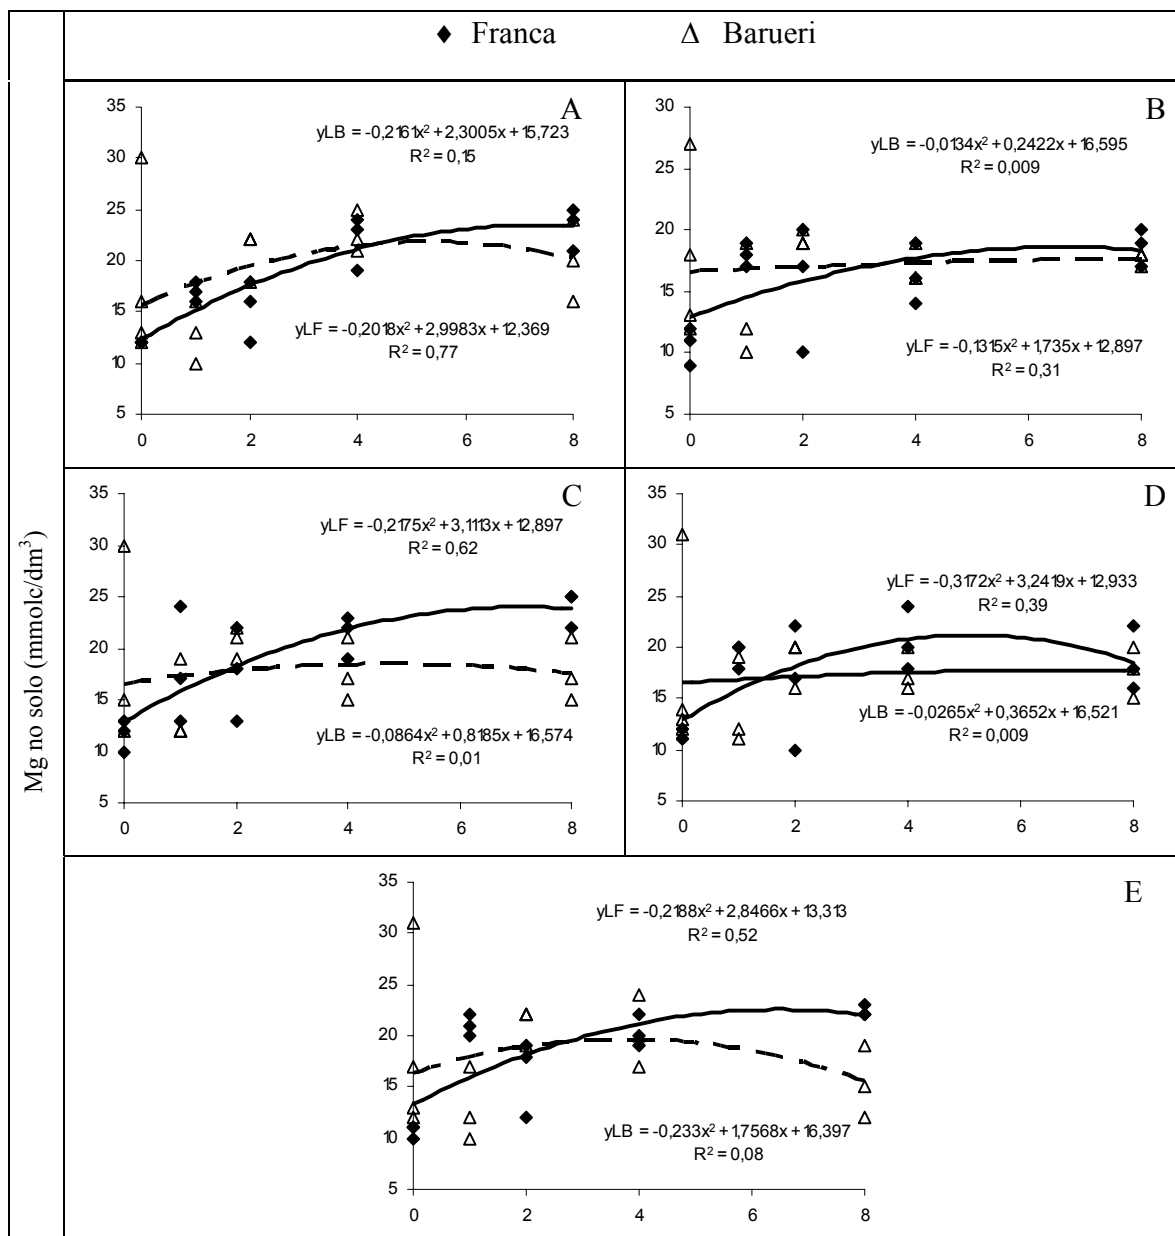 ◆ Franca Δ Barueri
Mg no solo (mmolc/dm³)
A
35
30
25
20
15
10
5
0 2 4 6 8
yLB = -0,2161x² + 2,3005x + 15,723
R² = 0,15
yLF = -0,2018x² + 2,9983x + 12,369
R² = 0,77
B
30
25
20
15
10
5
0 2 4 6 8
yLB = -0,0134x² + 0,2422x + 16,595
R² = 0,009
yLF = -0,1315x² + 1,735x + 12,897
R² = 0,31
C
35
30
25
20
15
10
5
0 2 4 6 8
yLF = -0,2175x² + 3,1113x + 12,897
R² = 0,62
yLB = -0,0864x² + 0,8185x + 16,574
R² = 0,01
D
35
30
25
20
15
10
5
0 2 4 6 8
yLF = -0,3172x² + 3,2419x + 12,933
R² = 0,39
yLB = -0,0265x² + 0,3652x + 16,521
R² = 0,009
E
35
30
25
20
15
10
5
0 2 4 6 8
yLF = -0,2188x² + 2,8466x + 13,313
R² = 0,52
yLB = -0,233x² + 1,7568x + 16,397
R² = 0,08